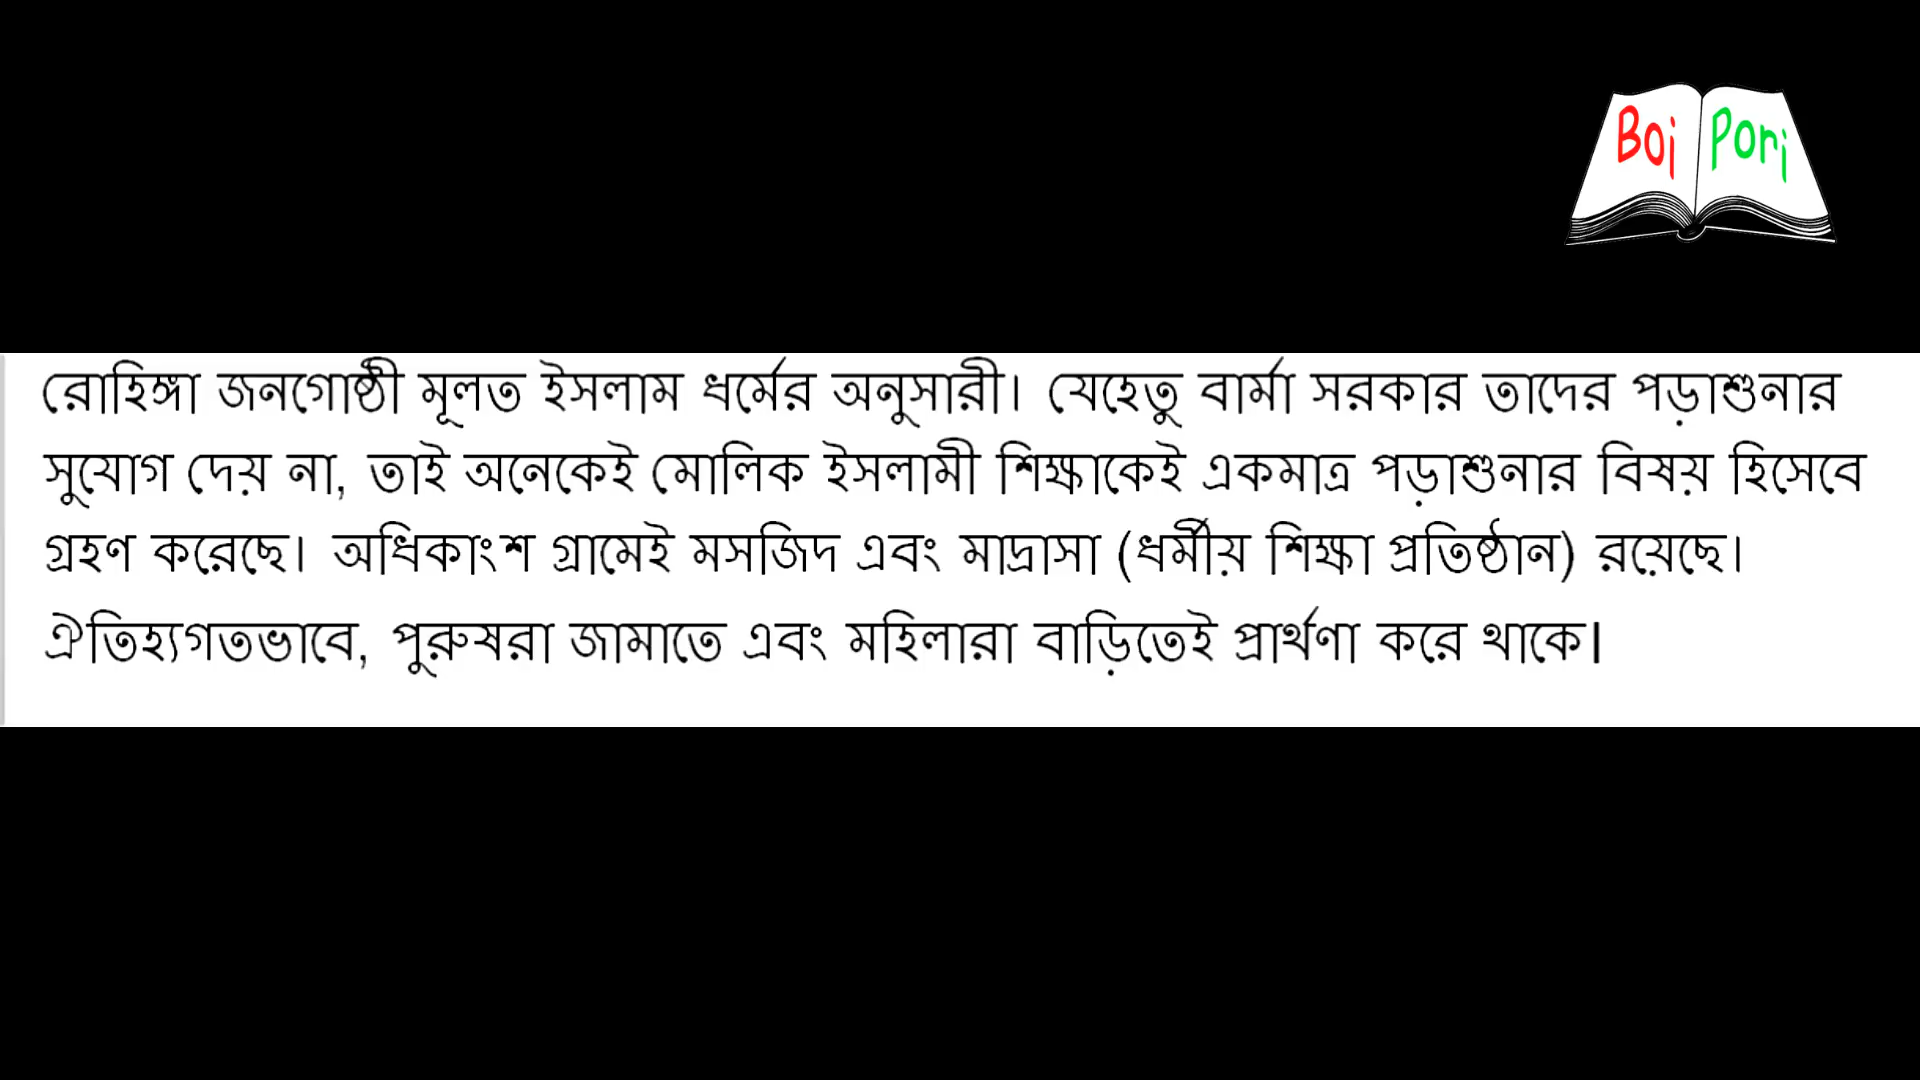 Boi Pori
রোহিঙ্গা জনগোষ্ঠী মূলত ইসলাম ধর্মের অনুসারী। যেহেতু বার্মা সরকার তাদের পড়াশুনার
সুযোগ দেয় না, তাই অনেকেই মোলিক ইসলামী শিক্ষাকেই একমাত্র পড়াশুনার বিষয় হিসেবে
গ্রহণ করেছে। অধিকাংশ গ্রামেই মসজিদ এবং মাদ্রাসা (ধর্মীয় শিক্ষা প্রতিষ্ঠান) রয়েছে।
ঐতিহ্যগতভাবে, পুরুষরা জামাতে এবং মহিলারা বাড়িতেই প্রার্থণা করে থাকে।